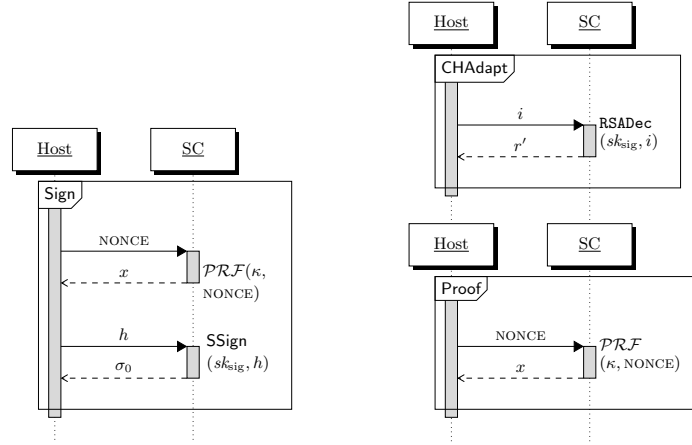 Host SC
Sign
NONCE
x
𝒫ℛℱ(κ,
NONCE)
h
SSign
(sk_sig, h)
σ₀
Host SC
CHAdapt
i
RSADec
(sk_sig, i)
r′
Host SC
Proof
NONCE
𝒫ℛℱ
(κ, NONCE)
x